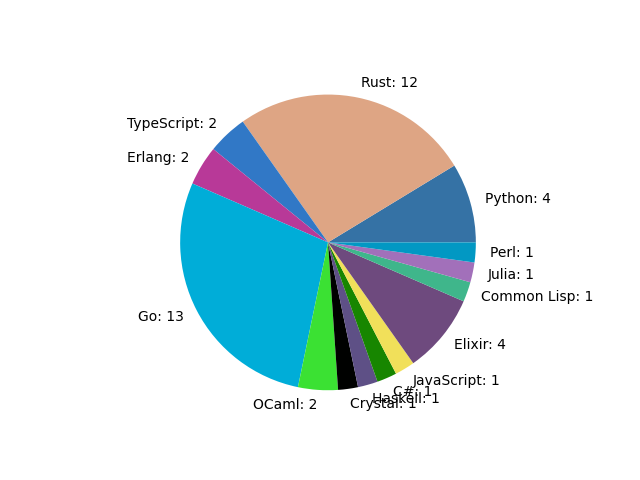 Rust: 12
TypeScript: 2
Erlang: 2
Python: 4
Perl: 1
Julia: 1
Common Lisp: 1
Go: 13
Elixir: 4
JavaScript: 1
C#: 1
Haskell: 1
Crystal: 1
OCaml: 2